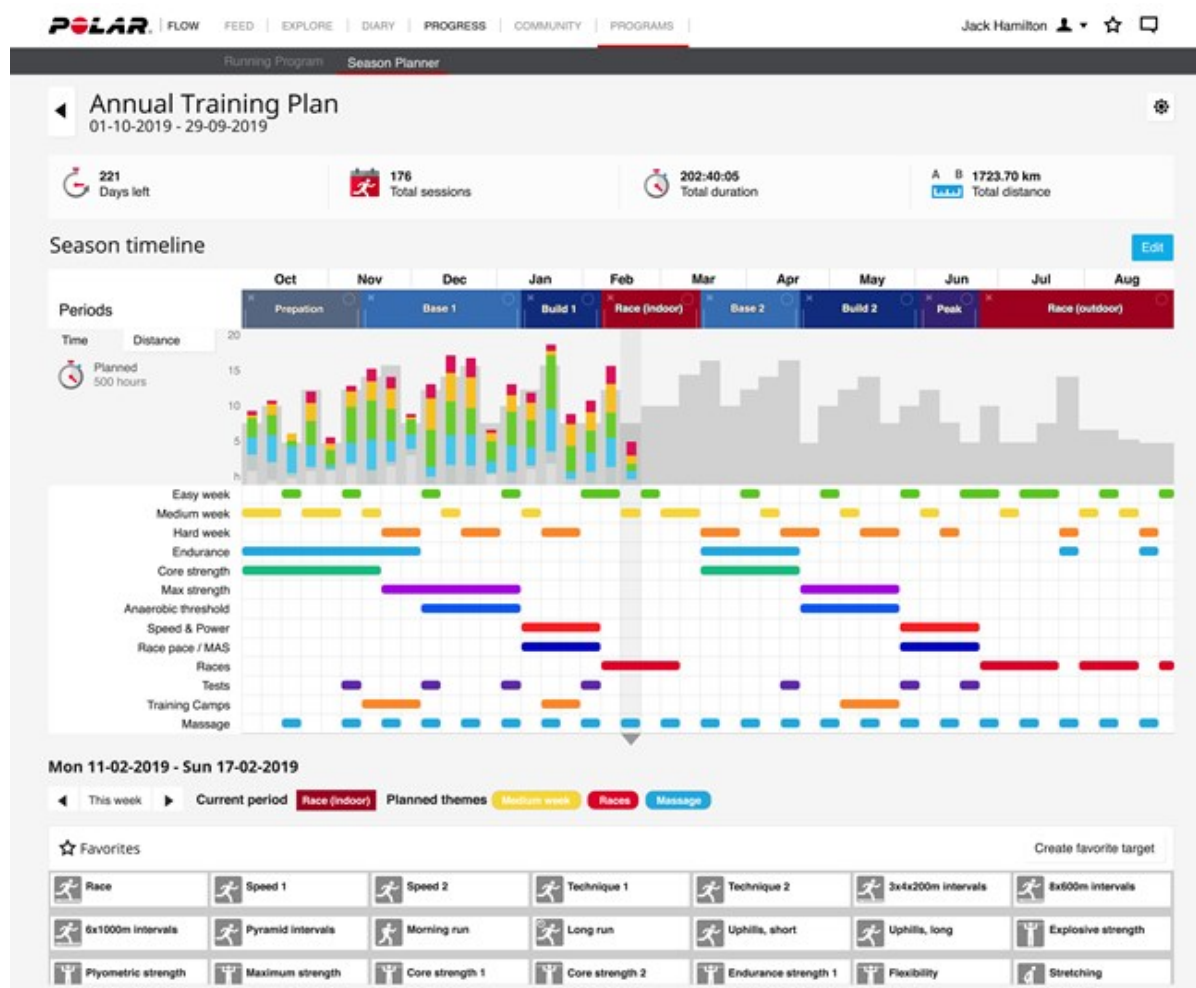 POLAR. FLOW FEED EXPLORE DIARY PROGRESS COMMUNITY PROGRAMS Jack Hamilton
Running Program Season Planner
Annual Training Plan
01-10-2019 - 29-09-2019
221
Days left
176
Total sessions
202:40:05
Total duration
A B 1723.70 km
Total distance
Season timeline
Edit
Oct Nov Dec Jan Feb Mar Apr May Jun Jul Aug
Periods
Prepation Base 1 Build 1 Race (indoor) Base 2 Build 2 Peak Race (outdoor)
Time Distance
Planned
500 hours
20
15
10
5
h
Easy week
Medium week
Hard week
Endurance
Core strength
Max strength
Anaerobic threshold
Speed & Power
Race pace / MAS
Races
Tests
Training Camps
Massage
Mon 11-02-2019 - Sun 17-02-2019
This week Current period Race (indoor) Planned themes Medium week Races Massage
Favorites Create favorite target
Race Speed 1 Speed 2 Technique 1 Technique 2 3x4x200m intervals 8x600m intervals
6x1000m intervals Pyramid intervals Morning run Long run Uphills, short Uphills, long Explosive strength
Plyometric strength Maximum strength Core strength 1 Core strength 2 Endurance strength 1 Flexibility Stretching